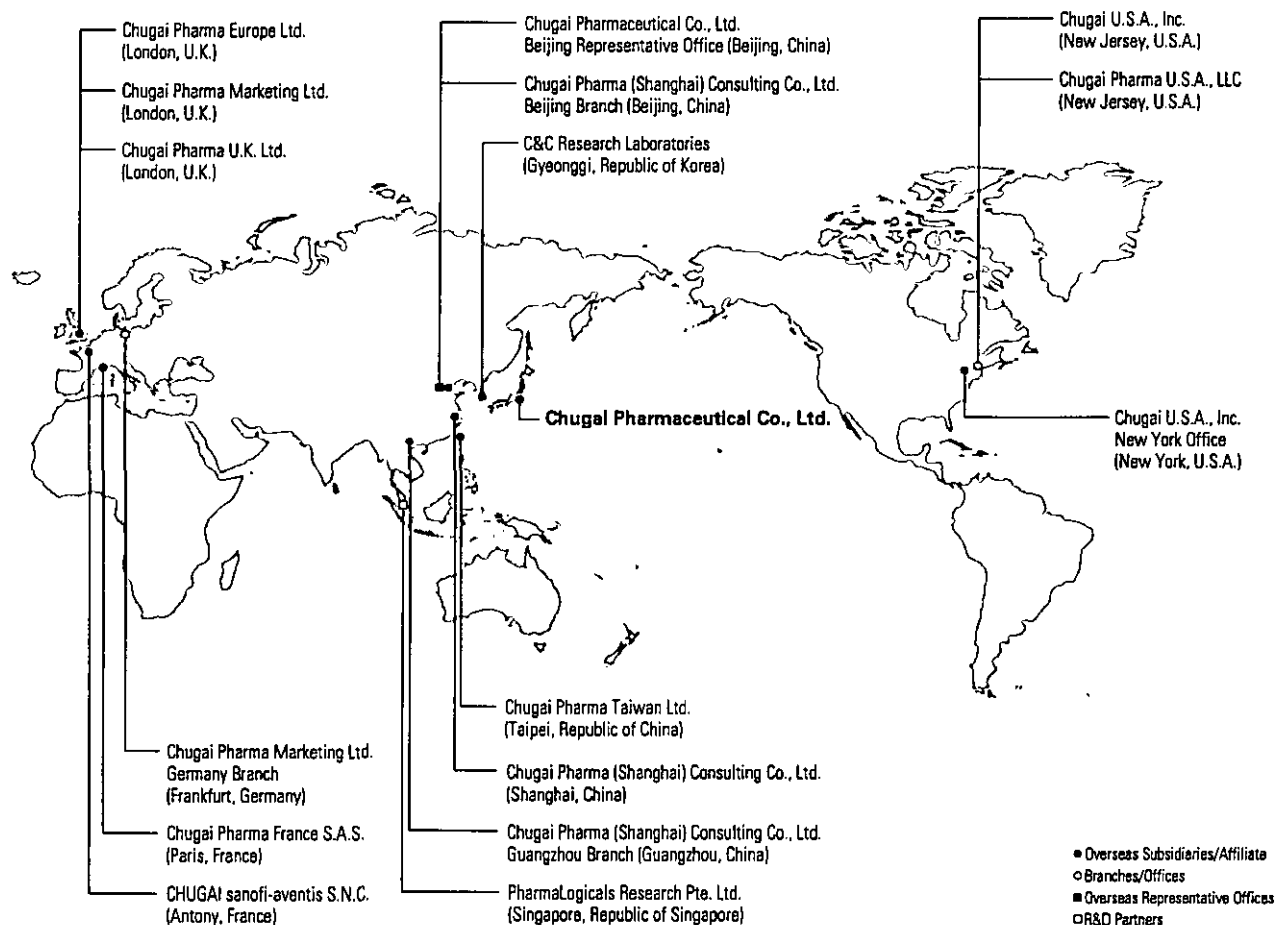 Chugai Pharma Europe Ltd.
(London, U.K.)
Chugai Pharma Marketing Ltd.
(London, U.K.)
Chugai Pharma U.K. Ltd.
(London, U.K.)
Chugai Pharmaceutical Co., Ltd.
Beijing Representative Office (Beijing, China)
Chugai Pharma (Shanghai) Consulting Co., Ltd.
Beijing Branch (Beijing, China)
C&C Research Laboratories
(Gyeonggi, Republic of Korea)
Chugai U.S.A., Inc.
(New Jersey, U.S.A.)
Chugai Pharma U.S.A., LLC
(New Jersey, U.S.A.)
Chugai Pharmaceutical Co., Ltd.
Chugai U.S.A., Inc.
New York Office
(New York, U.S.A.)
Chugai Pharma Taiwan Ltd.
(Taipei, Republic of China)
Chugai Pharma (Shanghai) Consulting Co., Ltd.
(Shanghai, China)
Chugai Pharma (Shanghai) Consulting Co., Ltd.
Guangzhou Branch (Guangzhou, China)
PharmaLogicals Research Pte. Ltd.
(Singapore, Republic of Singapore)
Chugai Pharma Marketing Ltd.
Germany Branch
(Frankfurt, Germany)
Chugai Pharma France S.A.S.
(Paris, France)
CHUGAI sanofi-aventis S.N.C.
(Antony, France)
Overseas Subsidiaries/Affiliate
Branches/Offices
Overseas Representative Offices
R&D Partners